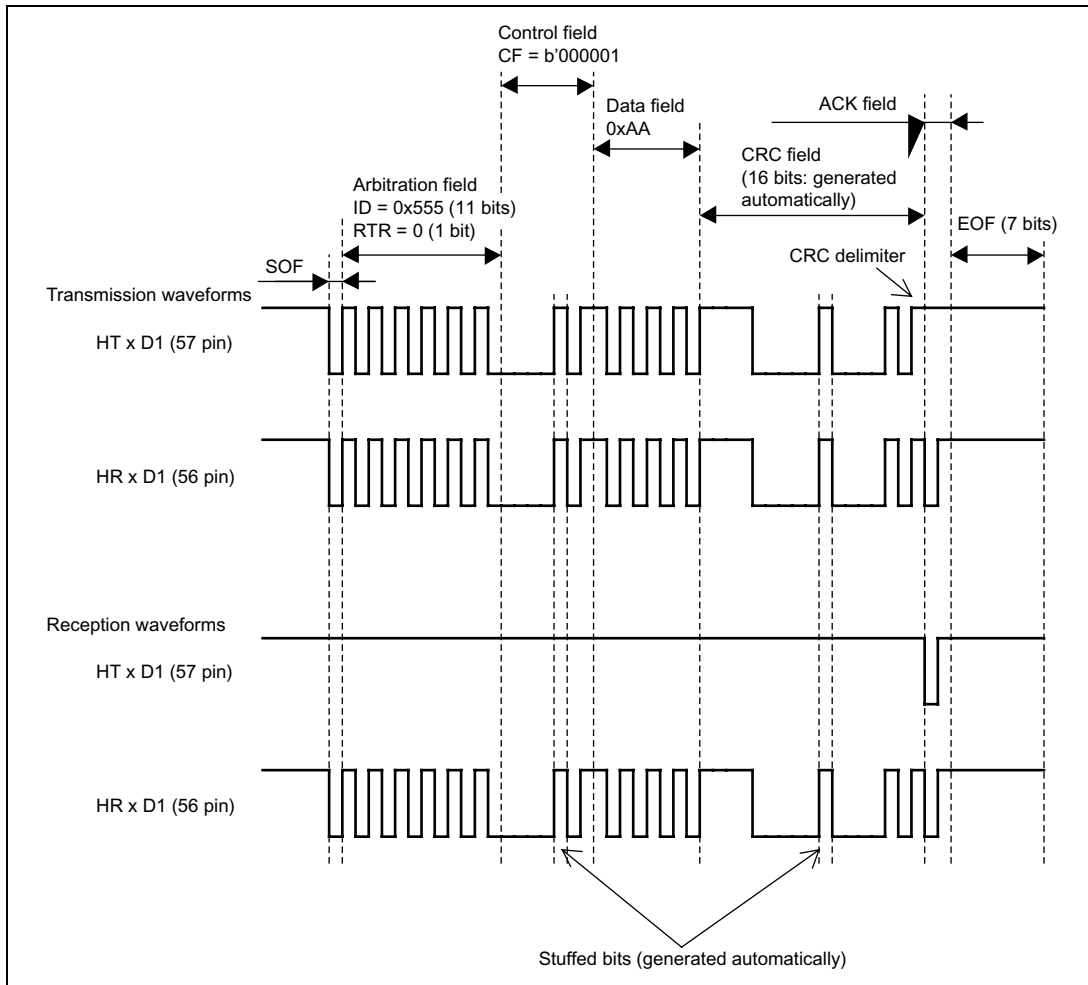 Control field
CF = b'000001
Data field
0xAA
ACK field
CRC field
(16 bits: generated
automatically)
Arbitration field
ID = 0x555 (11 bits)
RTR = 0 (1 bit)
EOF (7 bits)
SOF
CRC delimiter
Transmission waveforms
HT x D1 (57 pin)
HR x D1 (56 pin)
Reception waveforms
HT x D1 (57 pin)
HR x D1 (56 pin)
Stuffed bits (generated automatically)